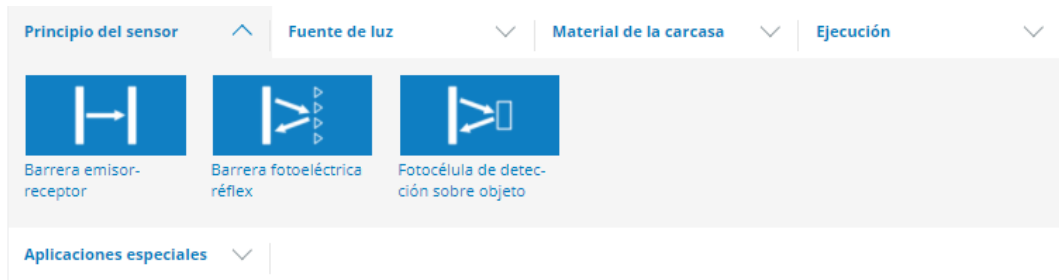 Principio del sensor
Fuente de luz
Material de la carcasa
Ejecución
Barrera emisor-
receptor
Barrera fotoeléctrica
réflex
Fotocélula de detec-
ción sobre objeto
Aplicaciones especiales